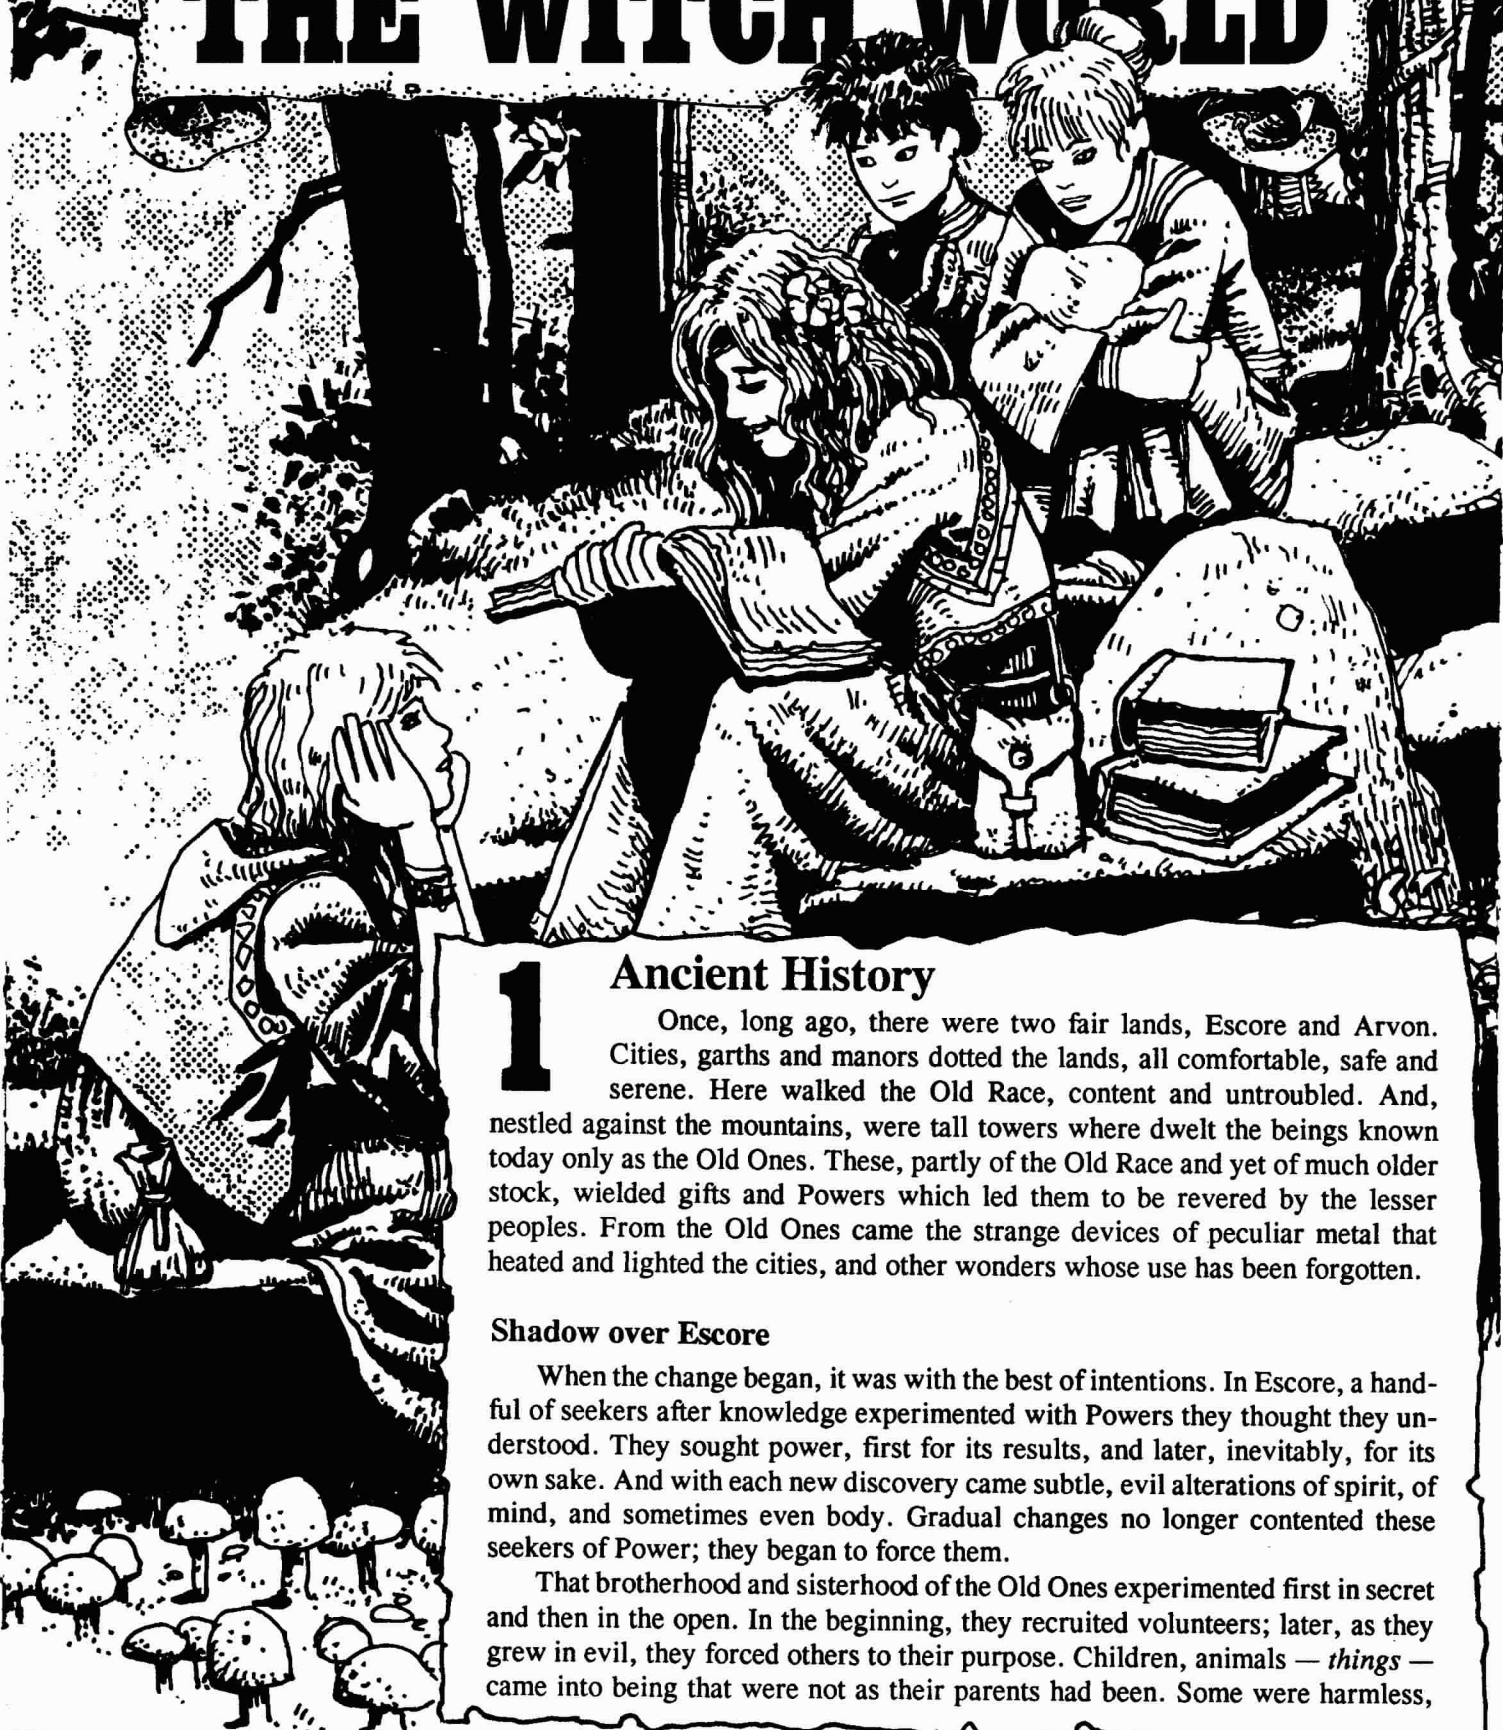 THE WITCH WORLD
1
Ancient History
Once, long ago, there were two fair lands, Escore and Arvon.
Cities, garths and manors dotted the lands, all comfortable, safe and
serene. Here walked the Old Race, content and untroubled. And,
nestled against the mountains, were tall towers where dwelt the beings known
today only as the Old Ones. These, partly of the Old Race and yet of much older
stock, wielded gifts and Powers which led them to be revered by the lesser
peoples. From the Old Ones came the strange devices of peculiar metal that
heated and lighted the cities, and other wonders whose use has been forgotten.
Shadow over Escore
When the change began, it was with the best of intentions. In Escore, a hand-
ful of seekers after knowledge experimented with Powers they thought they un-
derstood. They sought power, first for its results, and later, inevitably, for its
own sake. And with each new discovery came subtle, evil alterations of spirit, of
mind, and sometimes even body. Gradual changes no longer contented these
seekers of Power; they began to force them.
That brotherhood and sisterhood of the Old Ones experimented first in secret
and then in the open. In the beginning, they recruited volunteers; later, as they
grew in evil, they forced others to their purpose. Children, animals — things —
came into being that were not as their parents had been. Some were harmless,